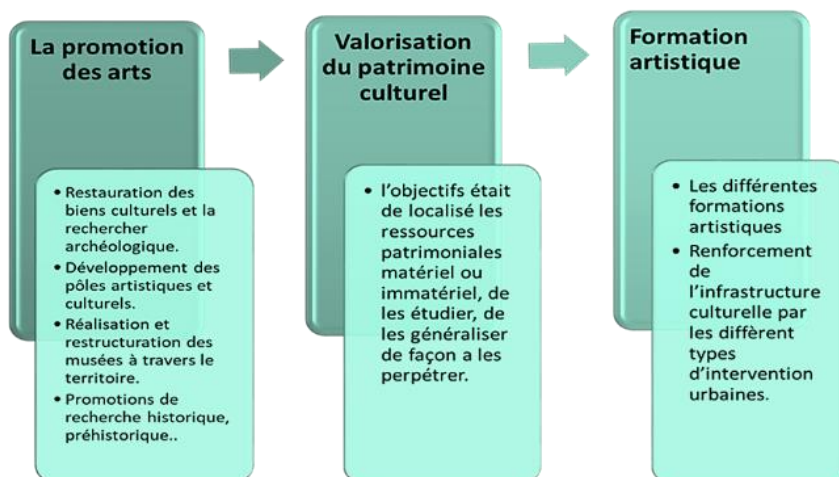 La promotion
des arts
• Restauration des
biens culturels et la
rechercher
archéologique.
• Développement des
pôles artistiques et
culturels.
• Réalisation et
restructuration des
musées à travers le
territoire.
• Promotions de
recherche historique,
préhistorique..
Valorisation
du patrimoine
culturel
• l'objectifs était
de localisé les
ressources
patrimoniales
matériel ou
immatériel, de
les étudier, de
les généraliser
de façon a les
perpétrer.
Formation
artistique
• Les différentes
formations
artistiques
• Renforcement
de
l'infrastructure
culturelle par
les diffèrent
types
d'intervention
urbaines.